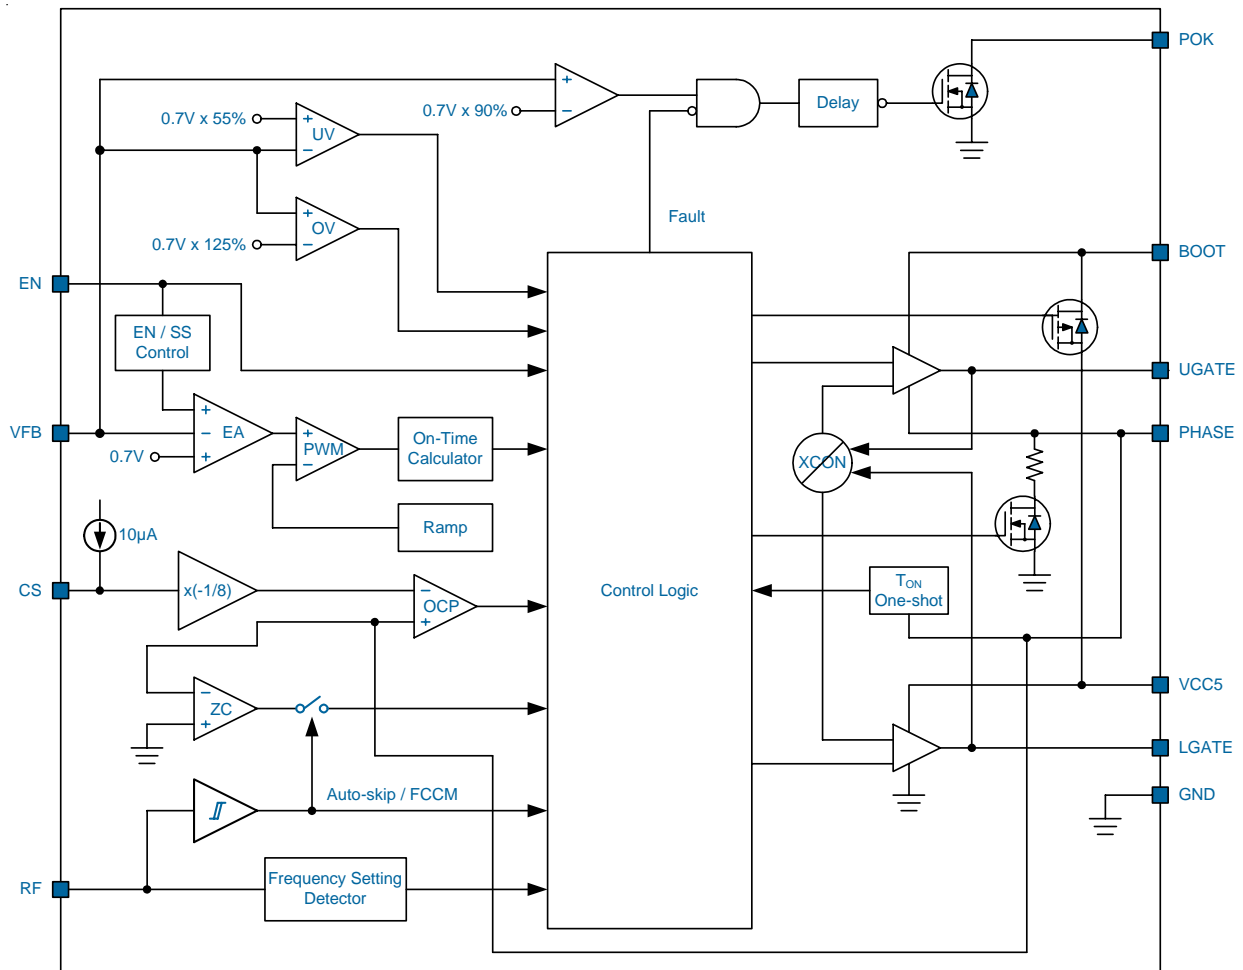 POK
+
−
0.7V x 90%
Delay
0.7V x 55%
+
−
UV
Fault
+
−
OV
0.7V x 125%
BOOT
EN
EN / SS
Control
UGATE
+
−
+
EA
VFB
0.7V
+
−
PWM
On-Time
Calculator
PHASE
XCON
Ramp
10µA
CS
x(-1/8)
−
+
OCP
Control Logic
TON
One-shot
−
+
ZC
VCC5
LGATE
Auto-skip / FCCM
GND
RF
Frequency Setting
Detector